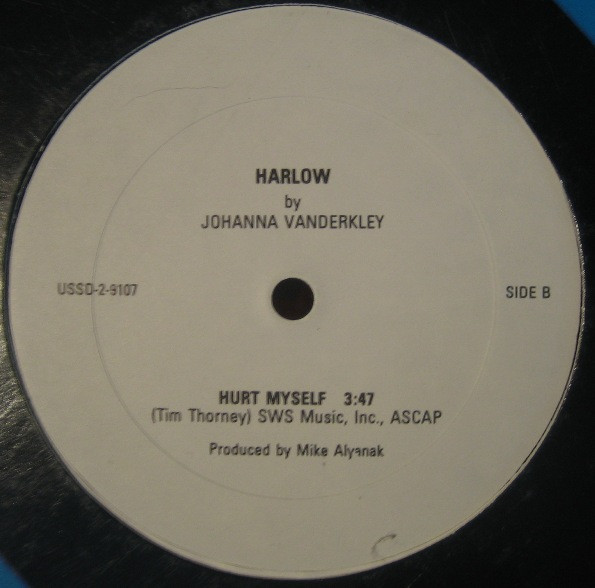 HARLOW
by
JOHANNA VANDERKLEY
USSD-2-9107
SIDE B
HURT MYSELF 3:47
(Tim Thorney) SWS Music, Inc., ASCAP
Produced by Mike Alyanak